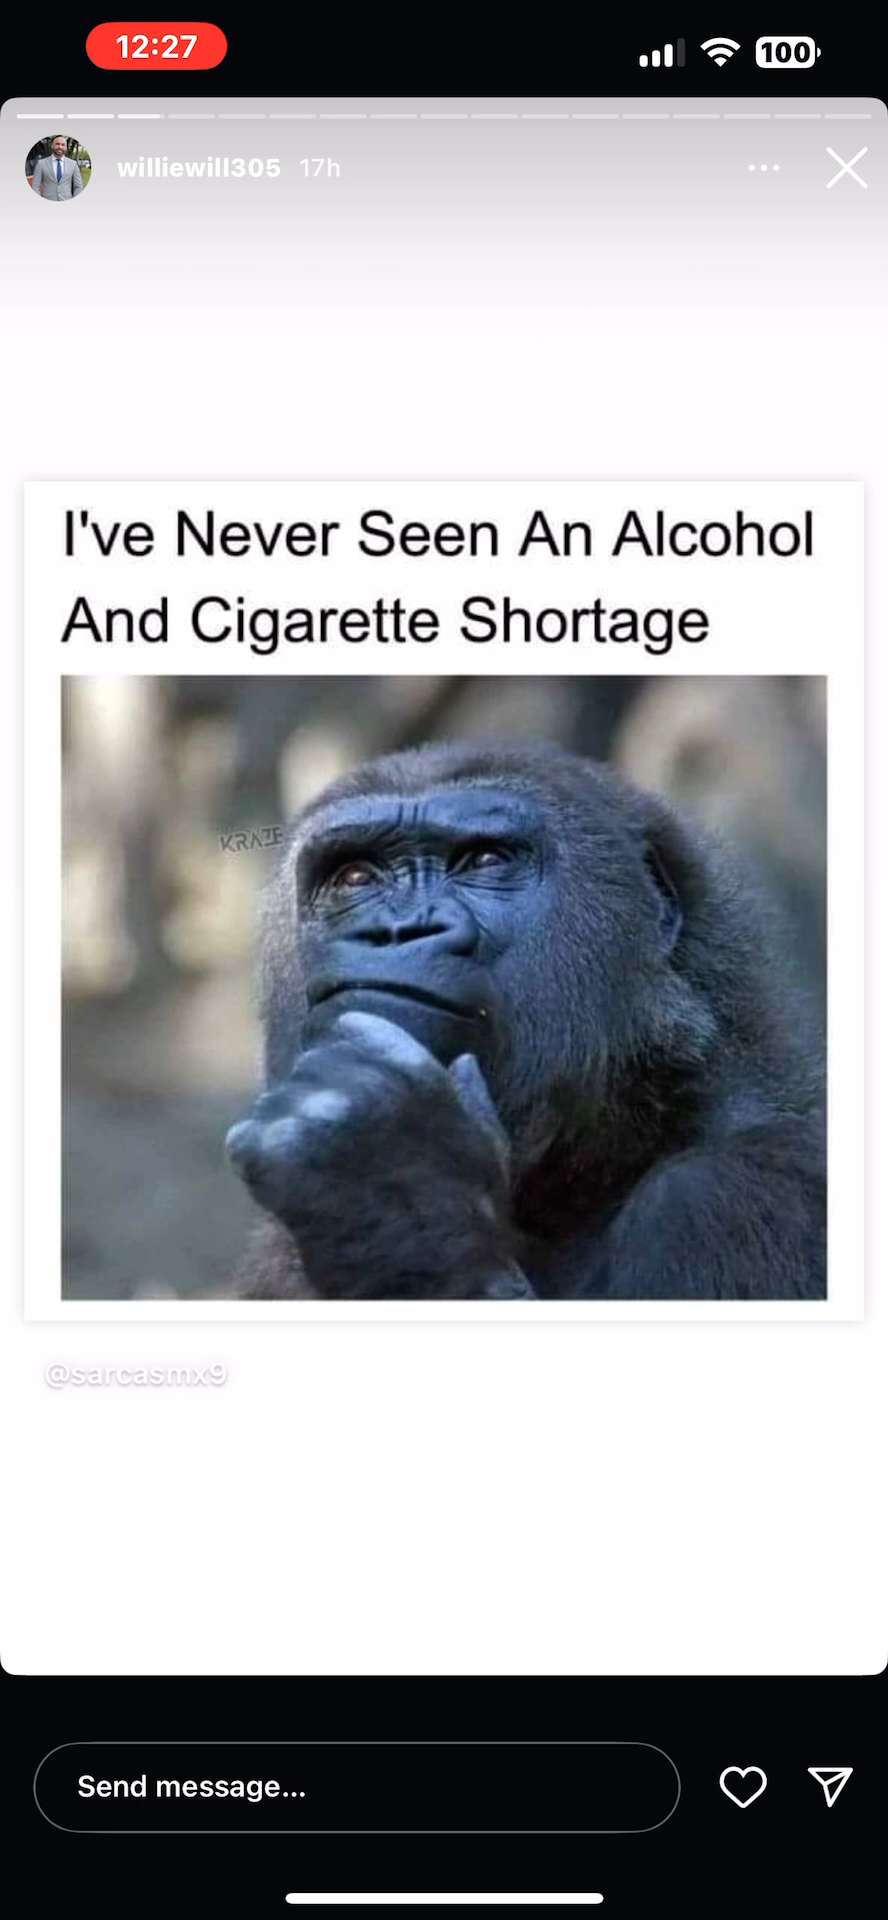 12:27
100
williewill305 17h
I've Never Seen An Alcohol
And Cigarette Shortage
KRAZE
@sarcasmx9
Send message...